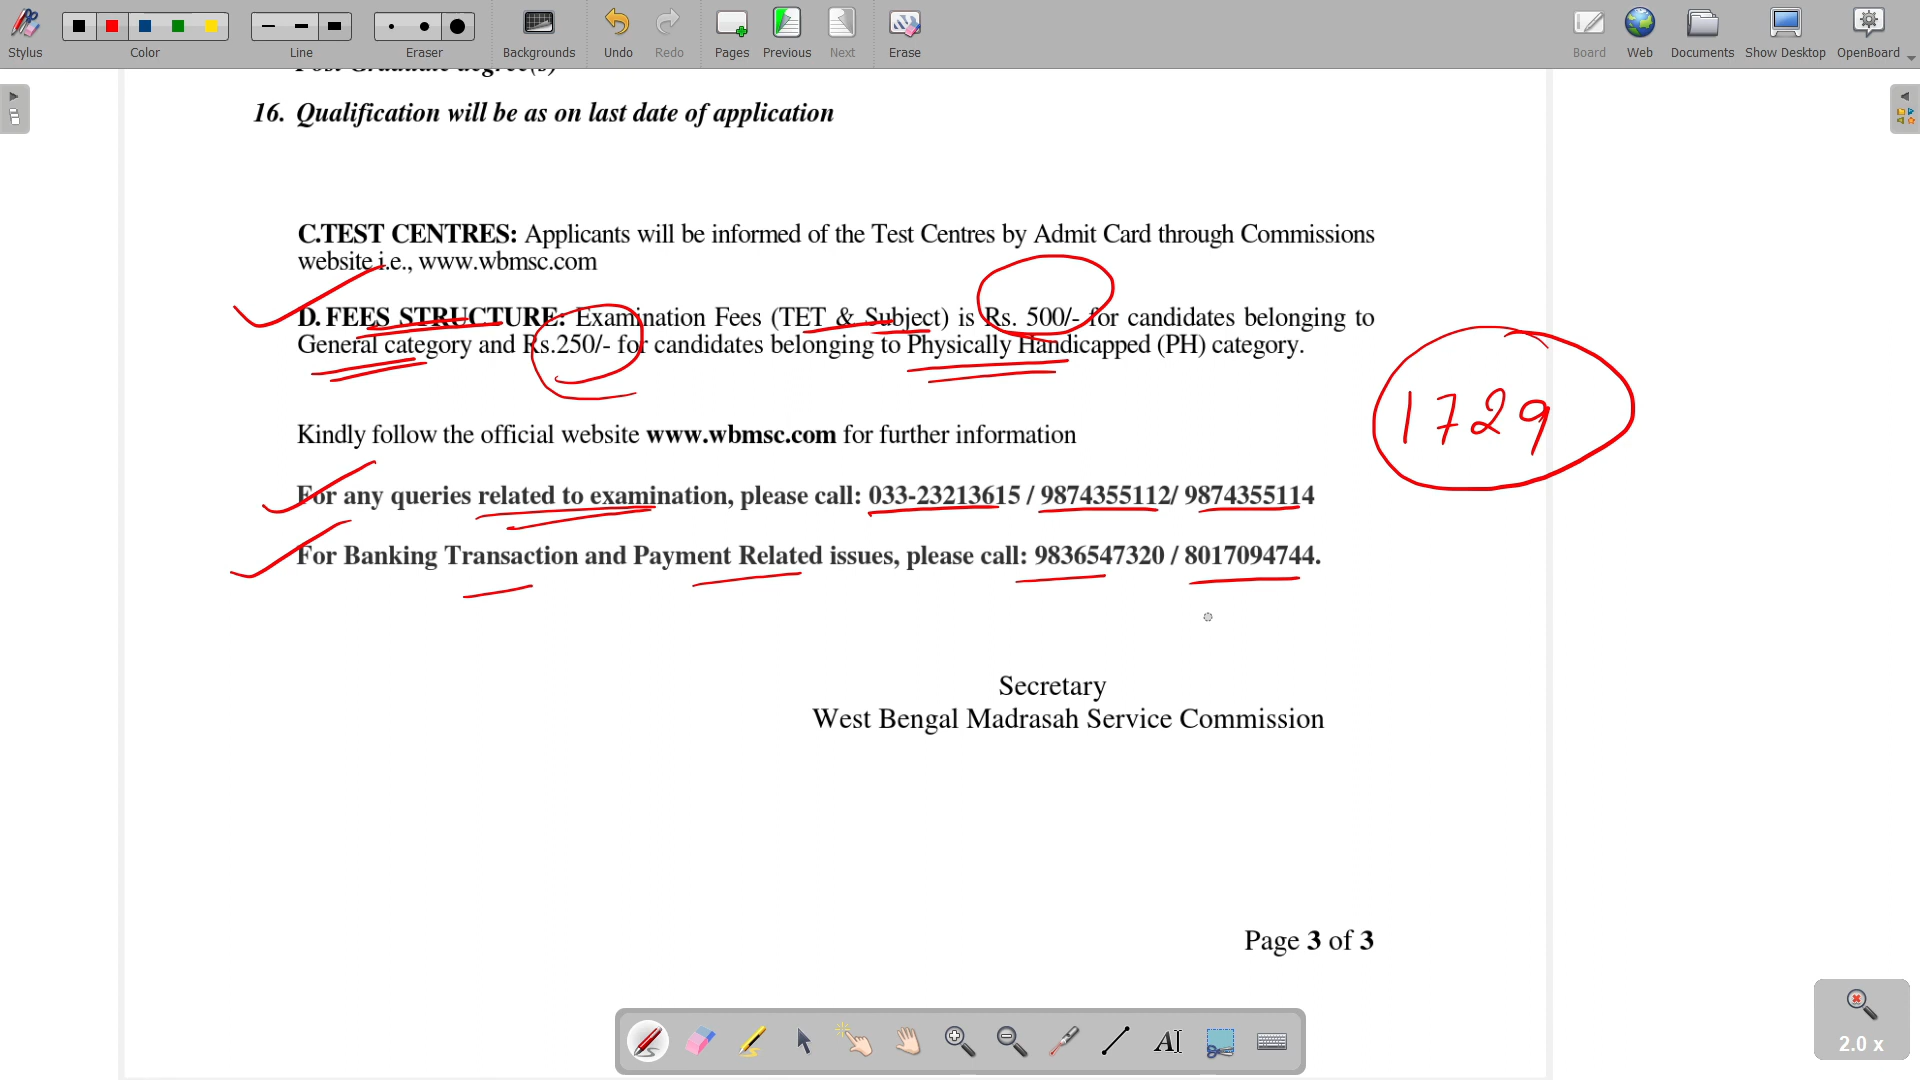 Stylus Color Line Eraser Backgrounds Undo Redo Pages Previous Next Erase Board Web Documents Show Desktop OpenBoard
Post Graduate degree(s)
16. Qualification will be as on last date of application
C.TEST CENTRES: Applicants will be informed of the Test Centres by Admit Card through Commissions
website i.e., www.wbmsc.com
D. FEES STRUCTURE: Examination Fees (TET & Subject) is Rs. 500/- for candidates belonging to
General category and Rs.250/- for candidates belonging to Physically Handicapped (PH) category.
1729
Kindly follow the official website www.wbmsc.com for further information
For any queries related to examination, please call: 033-23213615 / 9874355112/ 9874355114
For Banking Transaction and Payment Related issues, please call: 9836547320 / 8017094744.
Secretary
West Bengal Madrasah Service Commission
Page 3 of 3
2.0 x